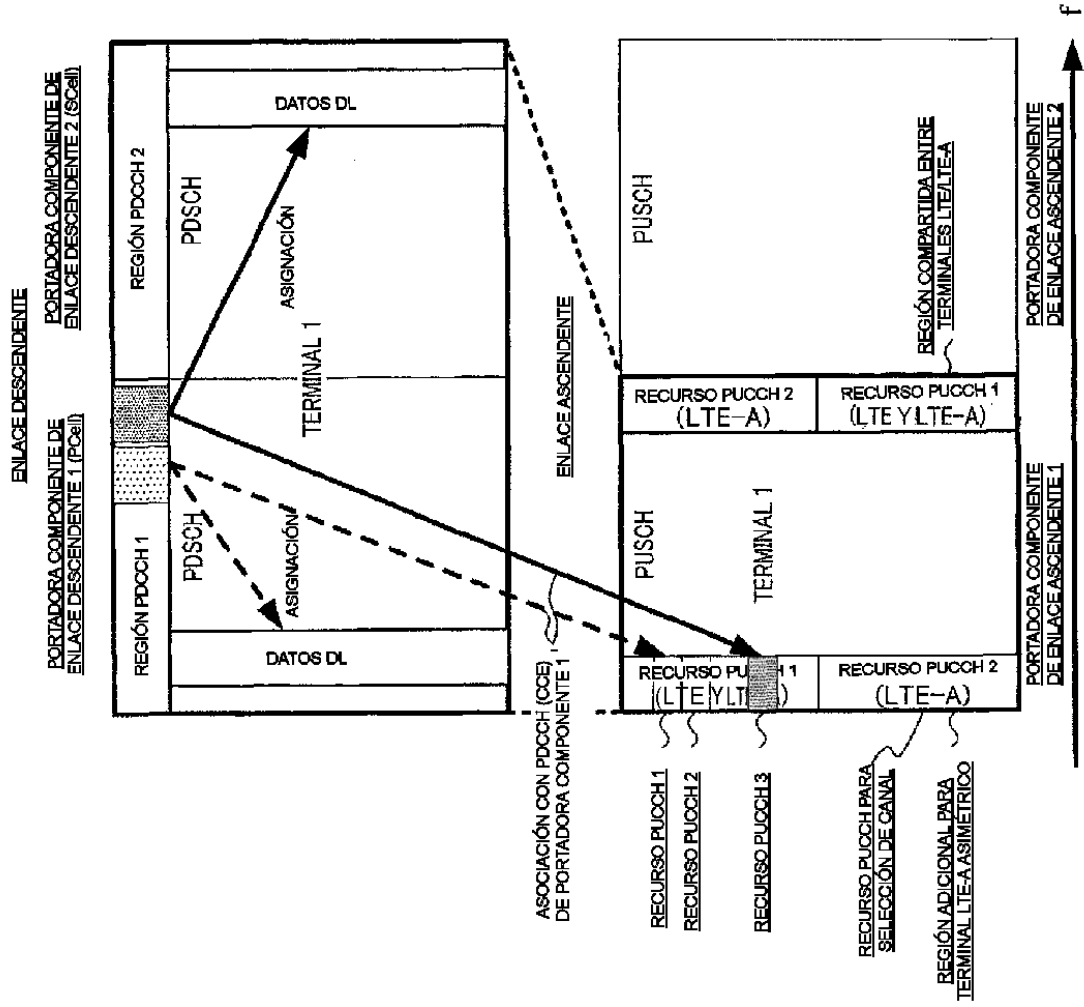 ENLACE DESCENDENTE
PORTADORA COMPONENTE DE
ENLACE DESCENDENTE 1 (PCell)
PORTADORA COMPONENTE DE
ENLACE DESCENDENTE 2 (SCell)
REGIÓN PDCCH 1
REGIÓN PDCCH 2
PDSCH
PDSCH
ASIGNACIÓN
ASIGNACIÓN
DATOS DL
TERMINAL 1
DATOS DL
ENLACE ASCENDENTE
ASOCIACIÓN CON PDCCH (CCE)
DE PORTADORA COMPONENTE 1
RECURSO PUCCH 1
RECURSO PUCCH 2
RECURSO PUCCH 3
RECURSO PUCCH PARA
SELECCIÓN DE CANAL
REGIÓN ADICIONAL PARA
TERMINAL LTE-A ASIMÉTRICO
RECURSO PUCCH 1
(LTE Y LTE-A)
RECURSO PUCCH 2
(LTE-A)
PUSCH
TERMINAL 1
RECURSO PUCCH 2
(LTE-A)
RECURSO PUCCH 1
(LTE Y LTE-A)
PUSCH
REGIÓN COMPARTIDA ENTRE
TERMINALES LTE/LTE-A
PORTADORA COMPONENTE
DE ENLACE ASCENDENTE 1
PORTADORA COMPONENTE
DE ENLACE ASCENDENTE 2
f